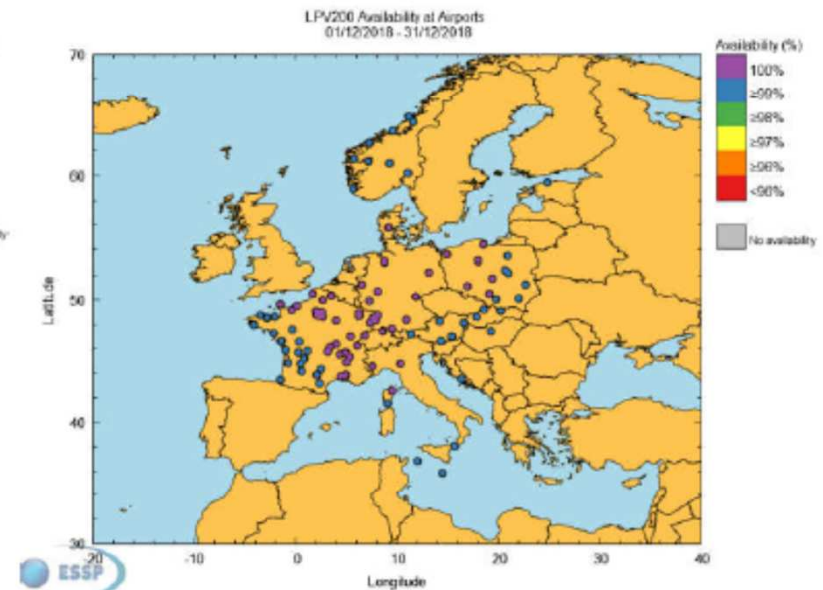 LPV200 Availability at Airports
01/12/2018 - 31/12/2018
Availability (%)
100%
≥99%
≥98%
≥97%
≥96%
<96%
No availability
Latitude
70
60
50
40
30
-20 -10 0 10 20 30 40
Longitude
ESSP